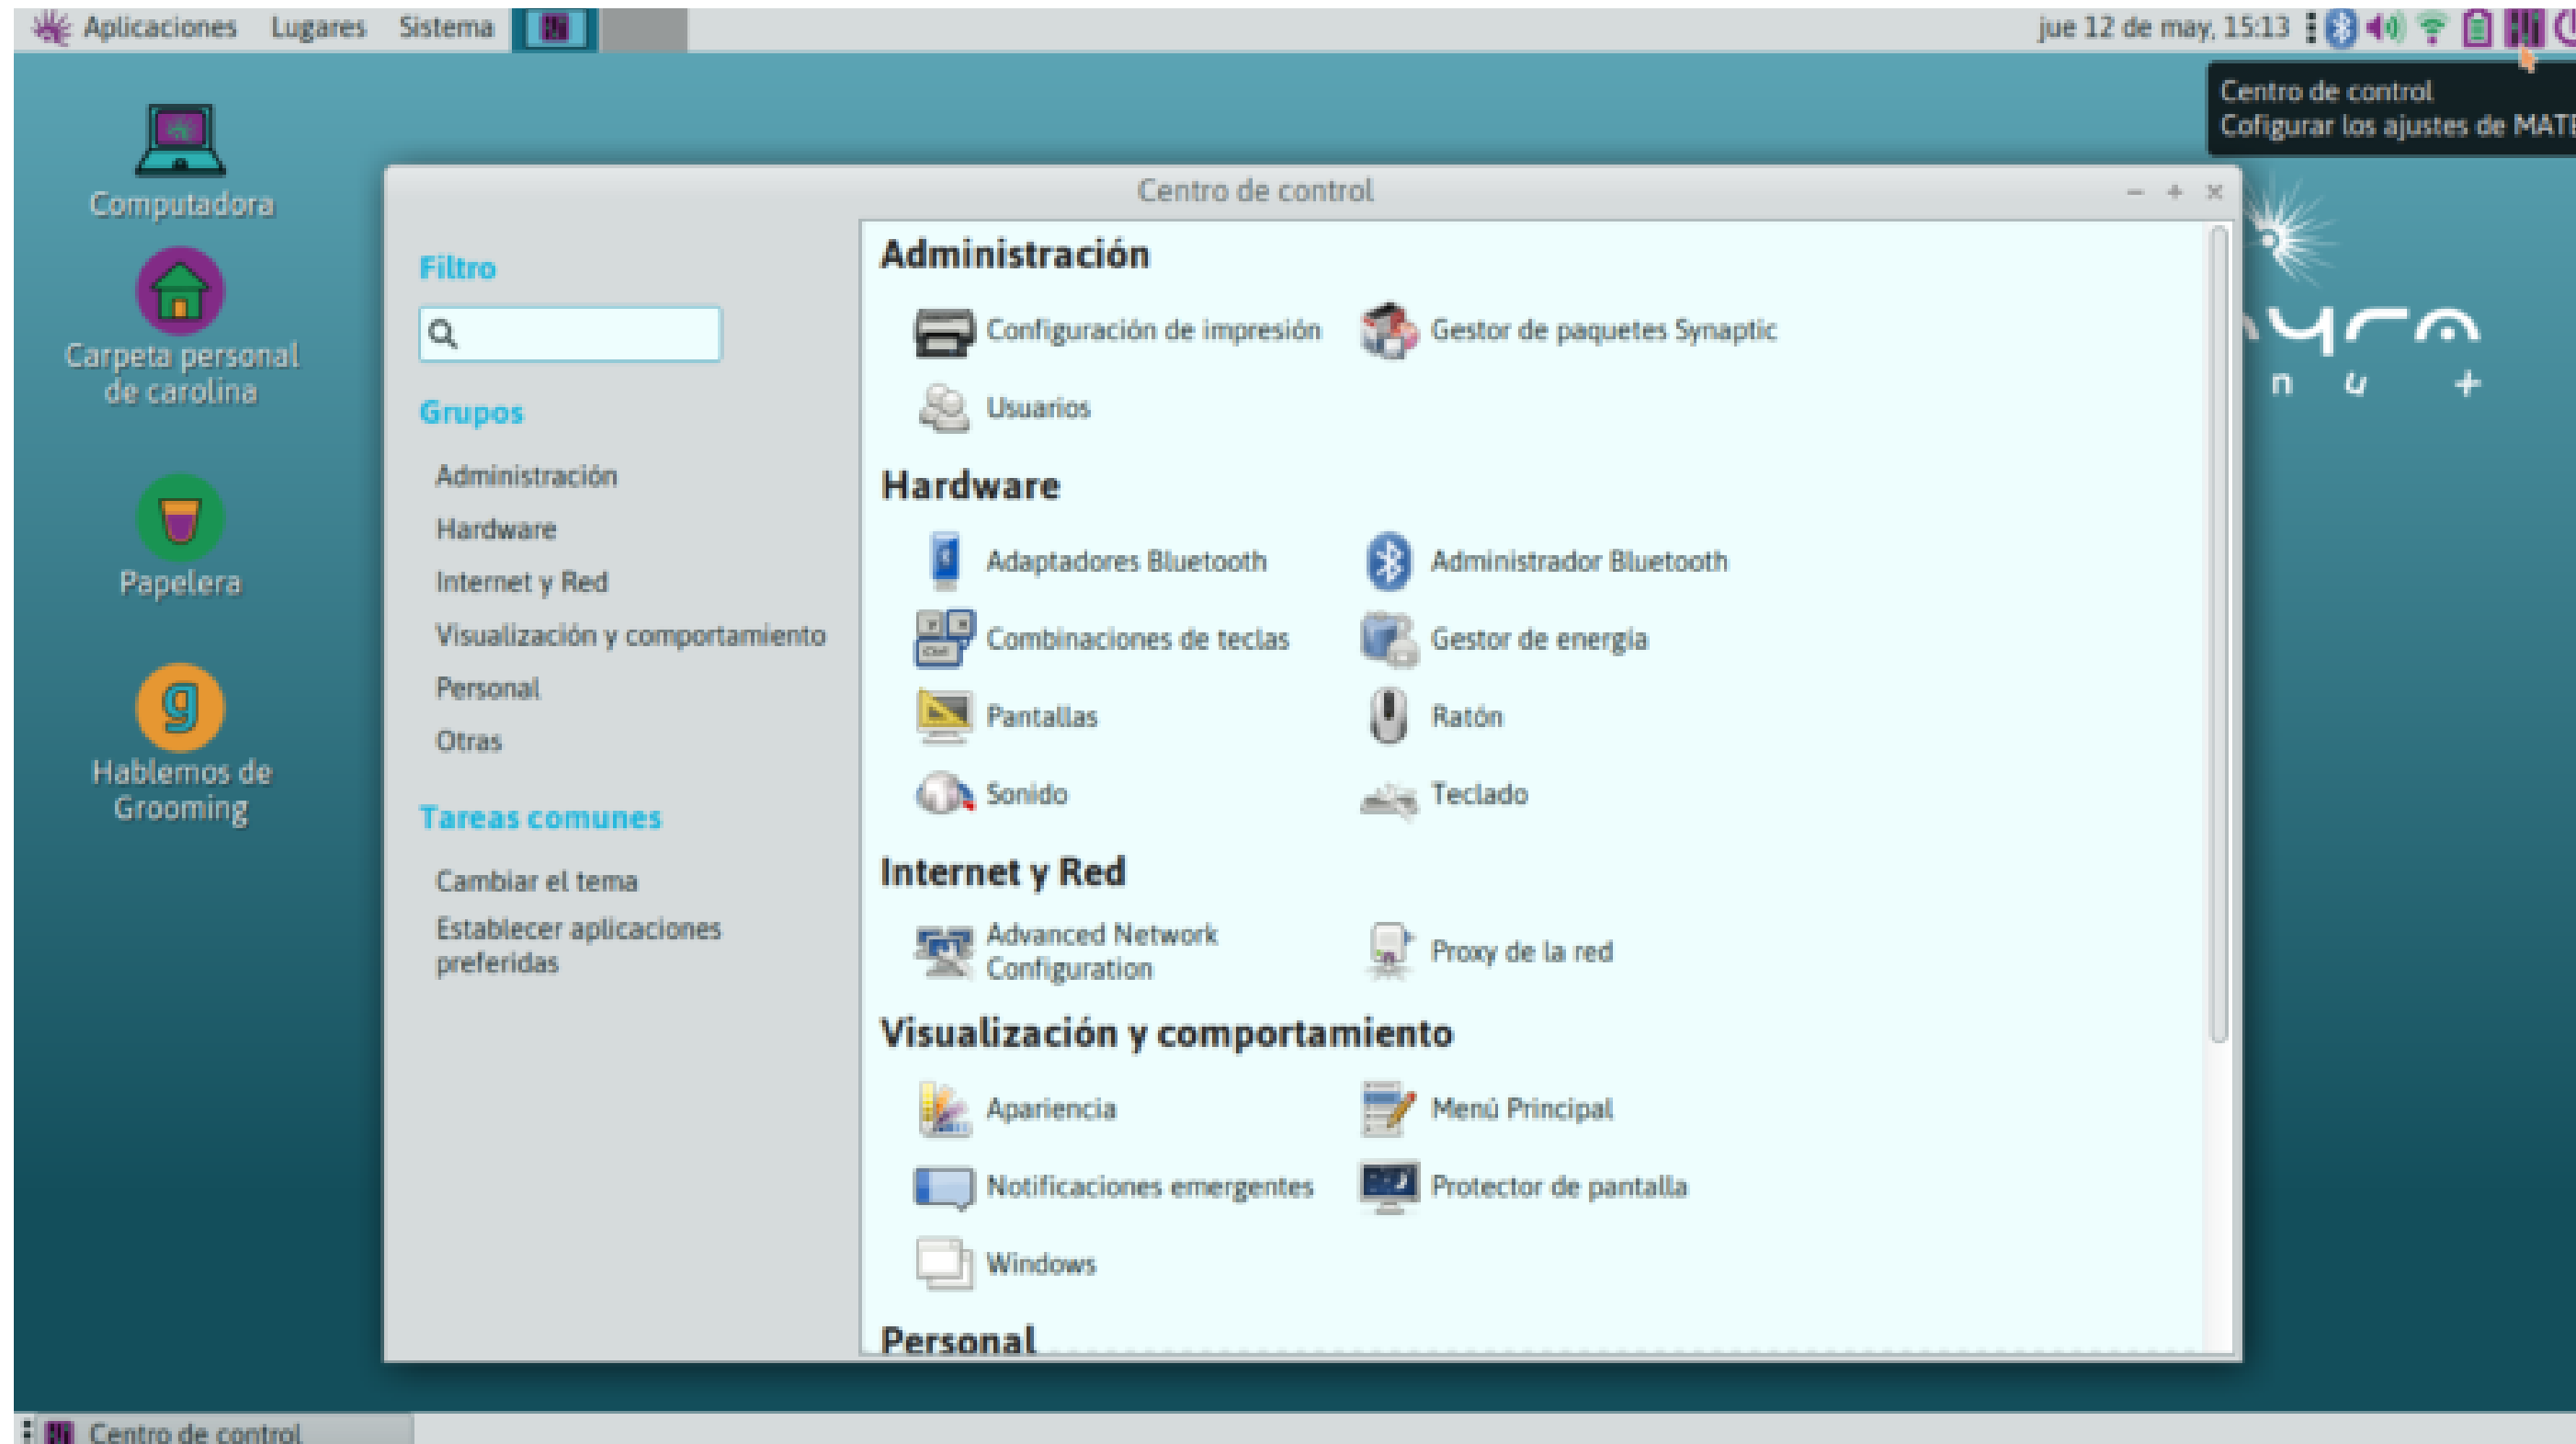 Aplicaciones Lugares Sistema
jue 12 de may, 15:13
Centro de control
Cofigurar los ajustes de MATE
Computadora
Carpeta personal
de carolina
Papelera
g
Hablemos de
Grooming
Centro de control
Filtro
Grupos
Administración
Hardware
Internet y Red
Visualización y comportamiento
Personal
Otras
Tareas comunes
Cambiar el tema
Establecer aplicaciones
preferidas
Administración
Configuración de impresión Gestor de paquetes Synaptic
Usuarios
Hardware
Adaptadores Bluetooth Administrador Bluetooth
Combinaciones de teclas Gestor de energía
Pantallas Ratón
Sonido Teclado
Internet y Red
Advanced Network
Configuration
Proxy de la red
Visualización y comportamiento
Apariencia Menú Principal
Notificaciones emergentes Protector de pantalla
Windows
Personal
yra
n u +
Centro de control